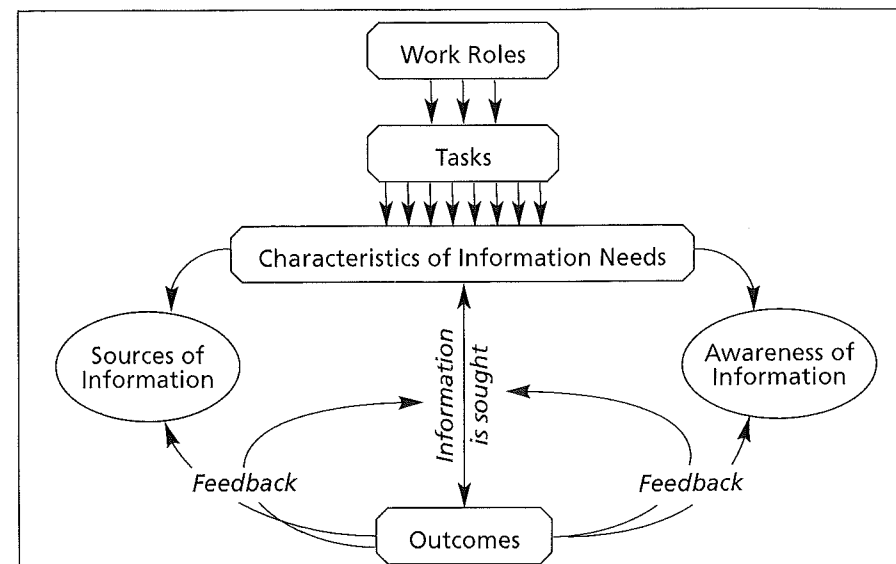 Work Roles
Tasks
Characteristics of Information Needs
Sources of
Information
Awareness of
Information
Information
is sought
Feedback
Feedback
Outcomes